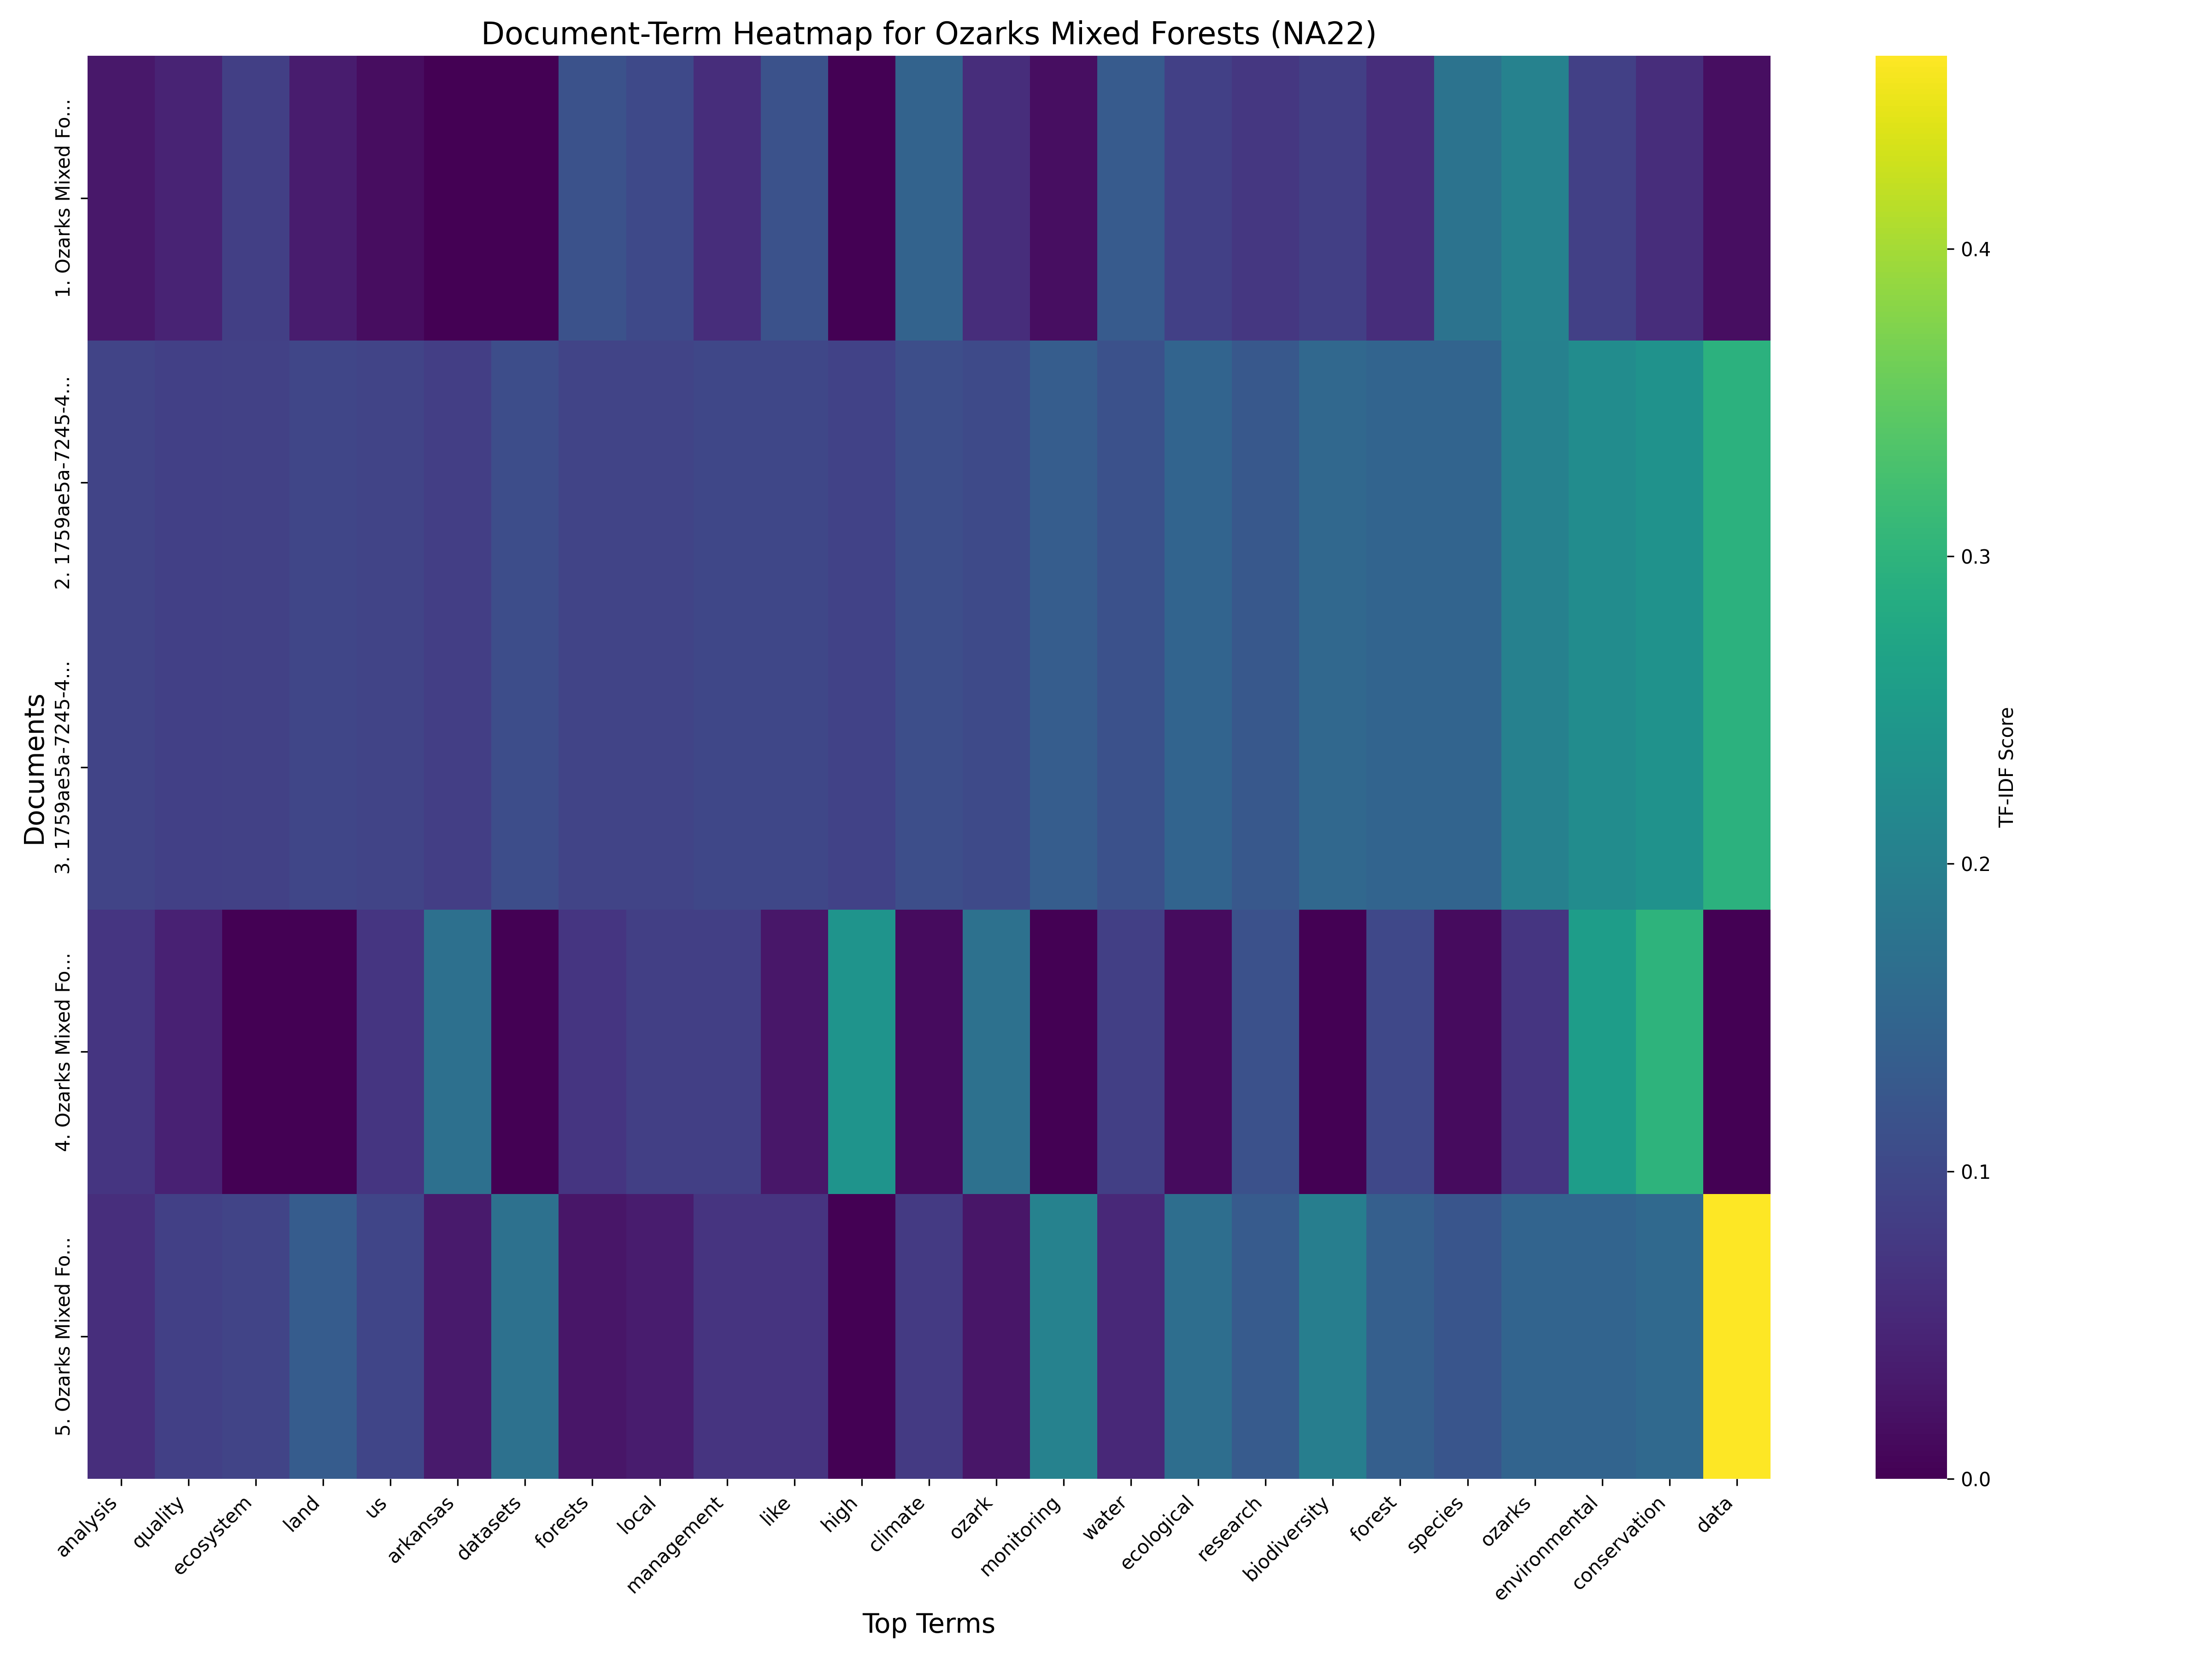 Document-Term Heatmap for Ozarks Mixed Forests (NA22)
Documents
1. Ozarks Mixed Fo...
2. 1759ae5a-7245-4...
3. 1759ae5a-7245-4...
4. Ozarks Mixed Fo...
5. Ozarks Mixed Fo...
analysis
quality
ecosystem
land
us
arkansas
datasets
forests
local
management
like
high
climate
ozark
monitoring
water
ecological
research
biodiversity
forest
species
ozarks
environmental
conservation
data
Top Terms
0.4
0.3
0.2
0.1
0.0
TF-IDF Score